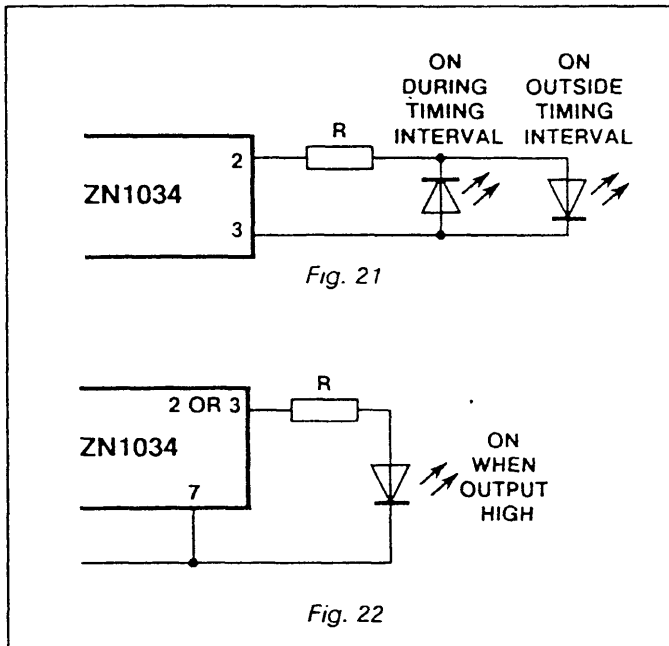 ON
DURING
TIMING
INTERVAL
ON
OUTSIDE
TIMING
INTERVAL
R
2
ZN1034
3
Fig. 21
R
2 OR 3
ZN1034
7
ON
WHEN
OUTPUT
HIGH
Fig. 22